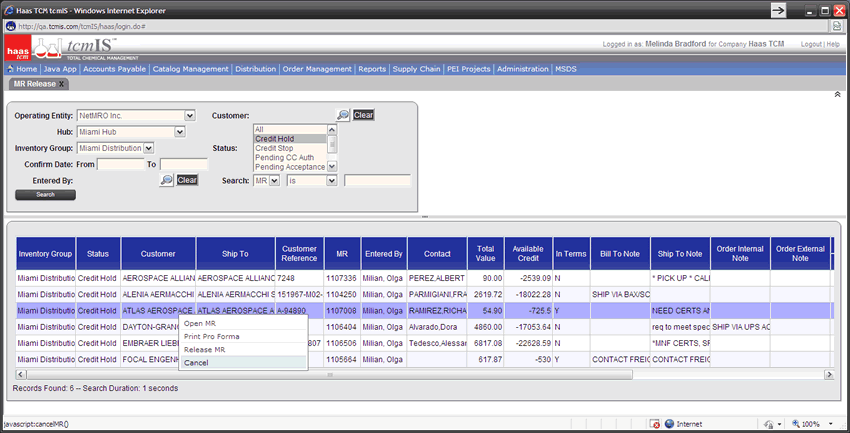 Haas TCM tcmIS - Windows Internet Explorer
http://qa.tcmis.com/tcmIS/haas/login.do#
haas tcm tcmIS™ TOTAL CHEMICAL MANAGEMENT
Logged in as: Melinda Bradford for Company Haas TCM Logout | Help
Home Java App Accounts Payable Catalog Management Distribution Order Management Reports Supply Chain PEI Projects Administration MSDS
MR Release X
Operating Entity: NetMRO Inc. Customer: Clear
Hub: Miami Hub All
Credit Hold
Inventory Group: Miami Distribution Status: Credit Stop
Pending CC Auth
Confirm Date: From To Pending Acceptance
Entered By: Clear Search: MR is
Search
Inventory Group Status Customer Ship To Customer Reference MR Entered By Contact Total Value Available Credit In Terms Bill To Note Ship To Note Order Internal Note Order External Note
Miami Distributio Credit Hold AEROSPACE ALLIAN AEROSPACE ALLIANC 7248 1107336 Milian, Olga PEREZ,ALBERT 90.00 -2539.09 N * PICK UP * CALI
Miami Distributio Credit Hold ALENIA AERMACCHI ALENIA AERMACCHI S 151967-M02- 1104250 Milian, Olga PARMIGIANI,FRA 2619.72 -18022.28 N SHIP VIA BAX/SC
Miami Distributio Credit Hold ATLAS AEROSPACE ATLAS AEROSPACE A A-94890 1107008 Milian, Olga RAMIREZ,RICHA 54.90 -725.5 Y NEED CERTS AN
Miami Distributio Credit Hold DAYTON-GRANG 1106404 Milian, Olga Alvarado,Dora 4860.00 -17053.64 N req to meet spec SHIP VIA UPS AC
Miami Distributio Credit Hold EMBRAER LIEBI 807 1106506 Milian, Olga Tedesco,Alessar 6817.08 -22628.59 N *MNF CERTS, SF
Miami Distributio Credit Hold FOCAL ENGENH 1105664 Milian, Olga 617.87 -530 Y CONTACT FREIG CONTACT FREIG
Open MR
Print Pro Forma
Release MR
Cancel
Records Found: 6 -- Search Duration: 1 seconds
javascript:cancelMR() Internet 100%